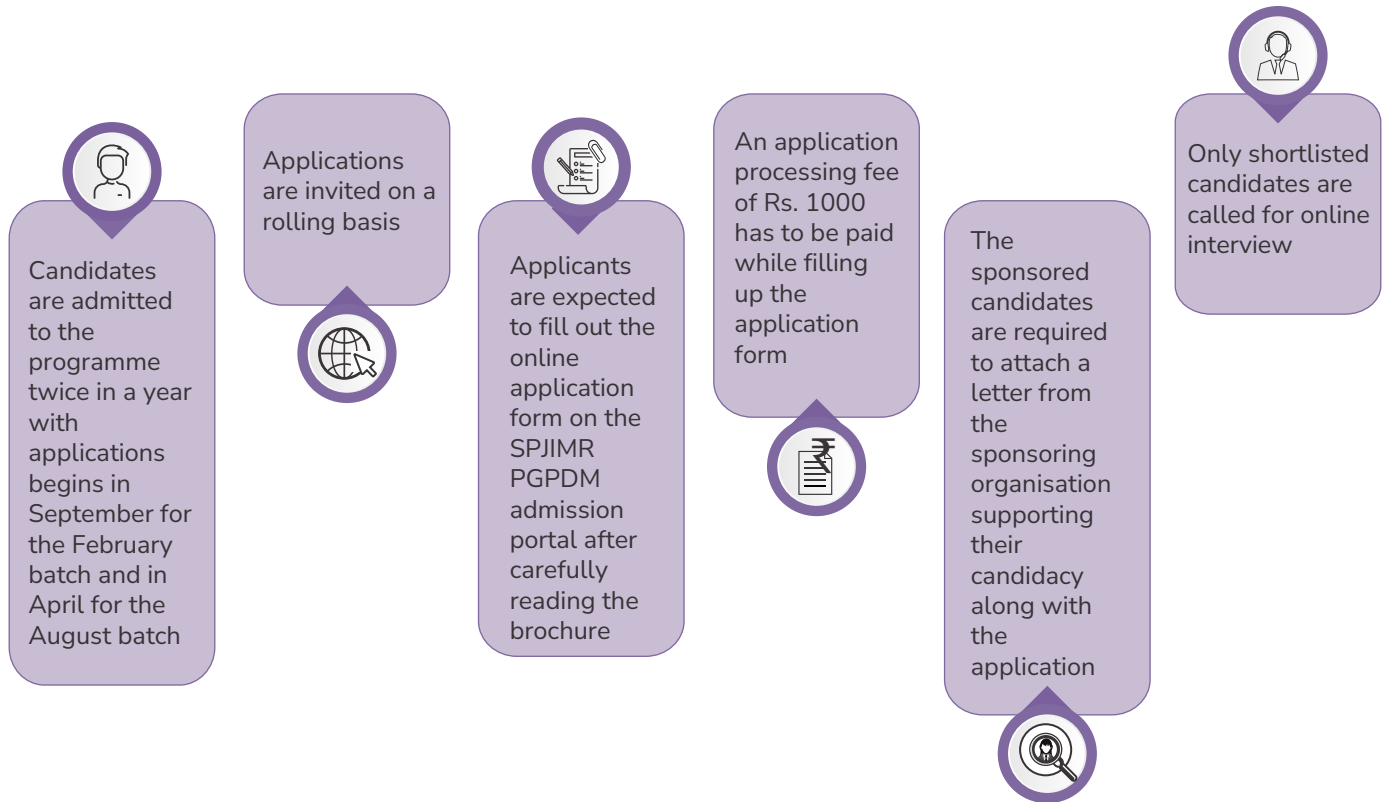 Candidates
are admitted
to the
programme
twice in a year
with
applications
begins in
September for
the February
batch and in
April for the
August batch
Applications
are invited on a
rolling basis
Applicants
are expected
to fill out the
online
application
form on the
SPJIMR
PGPDM
admission
portal after
carefully
reading the
brochure
An application
processing fee
of Rs. 1000
has to be paid
while filling
up the
application
form
₹
The
sponsored
candidates
are required
to attach a
letter from
the
sponsoring
organisation
supporting
their
candidacy
along with
the
application
Only shortlisted
candidates are
called for online
interview